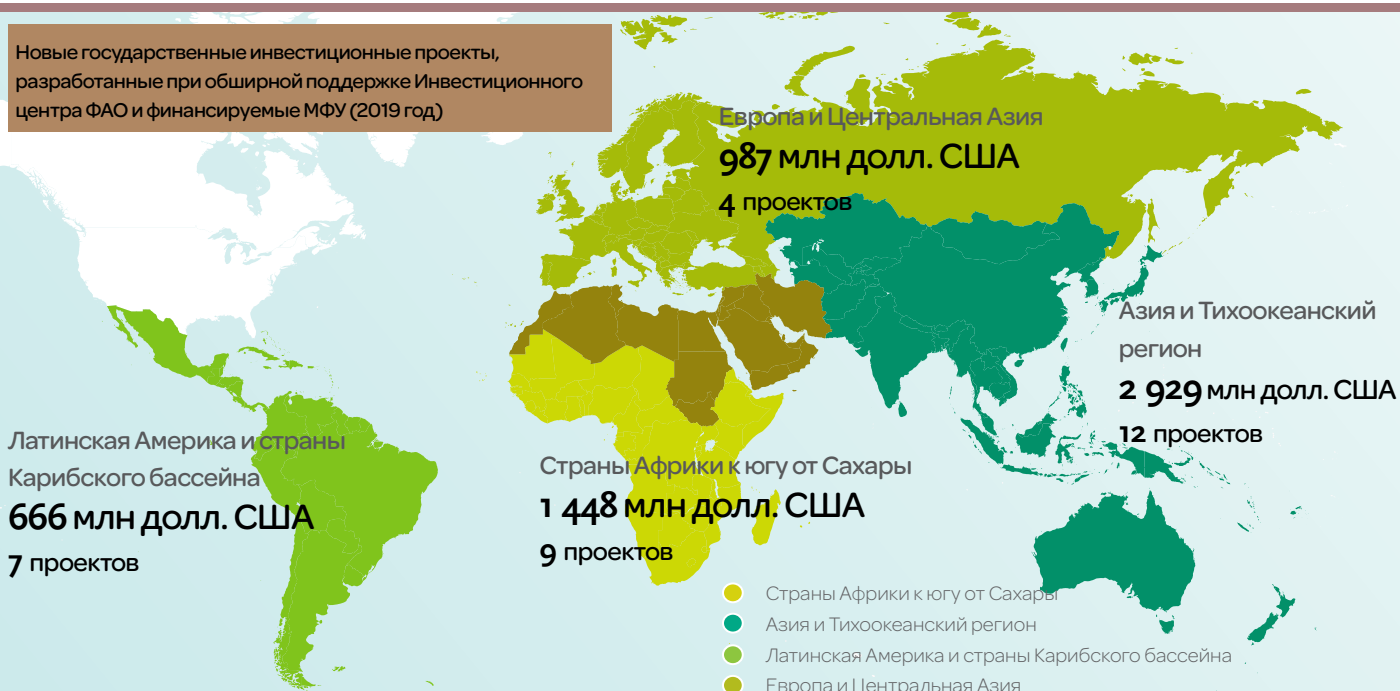 Новые государственные инвестиционные проекты,
разработанные при обширной поддержке Инвестиционного
центра ФАО и финансируемые МФУ (2019 год)
Европа и Центральная Азия
987 млн долл. США
4 проектов
Азия и Тихоокеанский
регион
2 929 млн долл. США
12 проектов
Латинская Америка и страны
Карибского бассейна
666 млн долл. США
7 проектов
Страны Африки к югу от Сахары
1 448 млн долл. США
9 проектов
Страны Африки к югу от Сахары
Азия и Тихоокеанский регион
Латинская Америка и страны Карибского бассейна
Европа и Центральная Азия